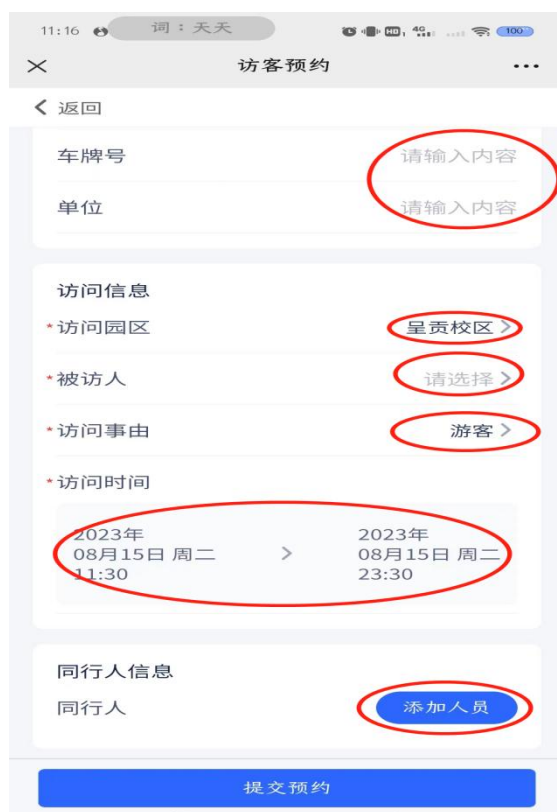 11:16 词：天天 HD 4G 100
访客预约
返回
车牌号 请输入内容
单位 请输入内容
访问信息
*访问园区 呈贡校区
*被访人 请选择
*访问事由 游客
*访问时间
2023年 2023年
08月15日 周二 > 08月15日 周二
11:30 23:30
同行人信息
同行人 添加人员
提交预约